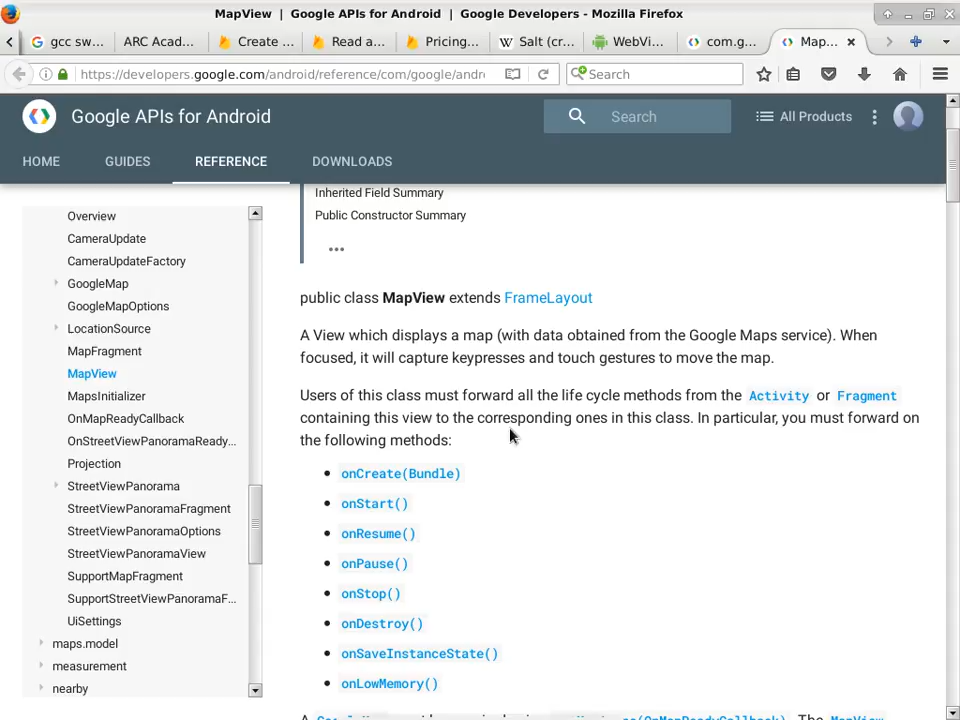 MapView | Google APIs for Android | Google Developers - Mozilla Firefox
gcc sw... ARC Acad... Create ... Read a... Pricing... Salt (cr... WebVi... com.g... Map...
https://developers.google.com/android/reference/com/google/andr Search
Google APIs for Android Search All Products
HOME GUIDES REFERENCE DOWNLOADS
Overview
CameraUpdate
CameraUpdateFactory
GoogleMap
GoogleMapOptions
LocationSource
MapFragment
MapView
MapsInitializer
OnMapReadyCallback
OnStreetViewPanoramaReady...
Projection
StreetViewPanorama
StreetViewPanoramaFragment
StreetViewPanoramaOptions
StreetViewPanoramaView
SupportMapFragment
SupportStreetViewPanoramaF...
UiSettings
maps.model
measurement
nearby
Inherited Field Summary
Public Constructor Summary
•••
public class MapView extends FrameLayout
A View which displays a map (with data obtained from the Google Maps service). When
focused, it will capture keypresses and touch gestures to move the map.
Users of this class must forward all the life cycle methods from the Activity or Fragment
containing this view to the corresponding ones in this class. In particular, you must forward on
the following methods:
• onCreate(Bundle)
• onStart()
• onResume()
• onPause()
• onStop()
• onDestroy()
• onSaveInstanceState()
• onLowMemory()